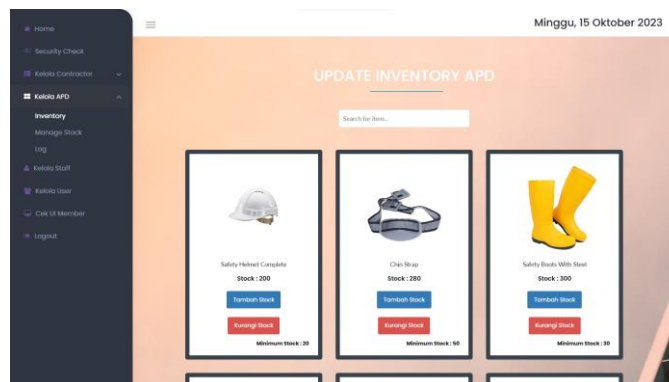 Home
Security Check
Kelola Contractor
Kelola APD
Inventory
Manage Stock
Log
Kelola Staff
Kelola User
Cek UI Member
Logout
Minggu, 15 Oktober 2023
UPDATE INVENTORY APD
Search for item...
Safety Helmet Complete
Stock : 200
Tambah Stock
Kurangi Stock
Minimum Stock : 20
Chin Strap
Stock : 280
Tambah Stock
Kurangi Stock
Minimum Stock : 50
Safety Boots With Steel
Stock : 300
Tambah Stock
Kurangi Stock
Minimum Stock : 30